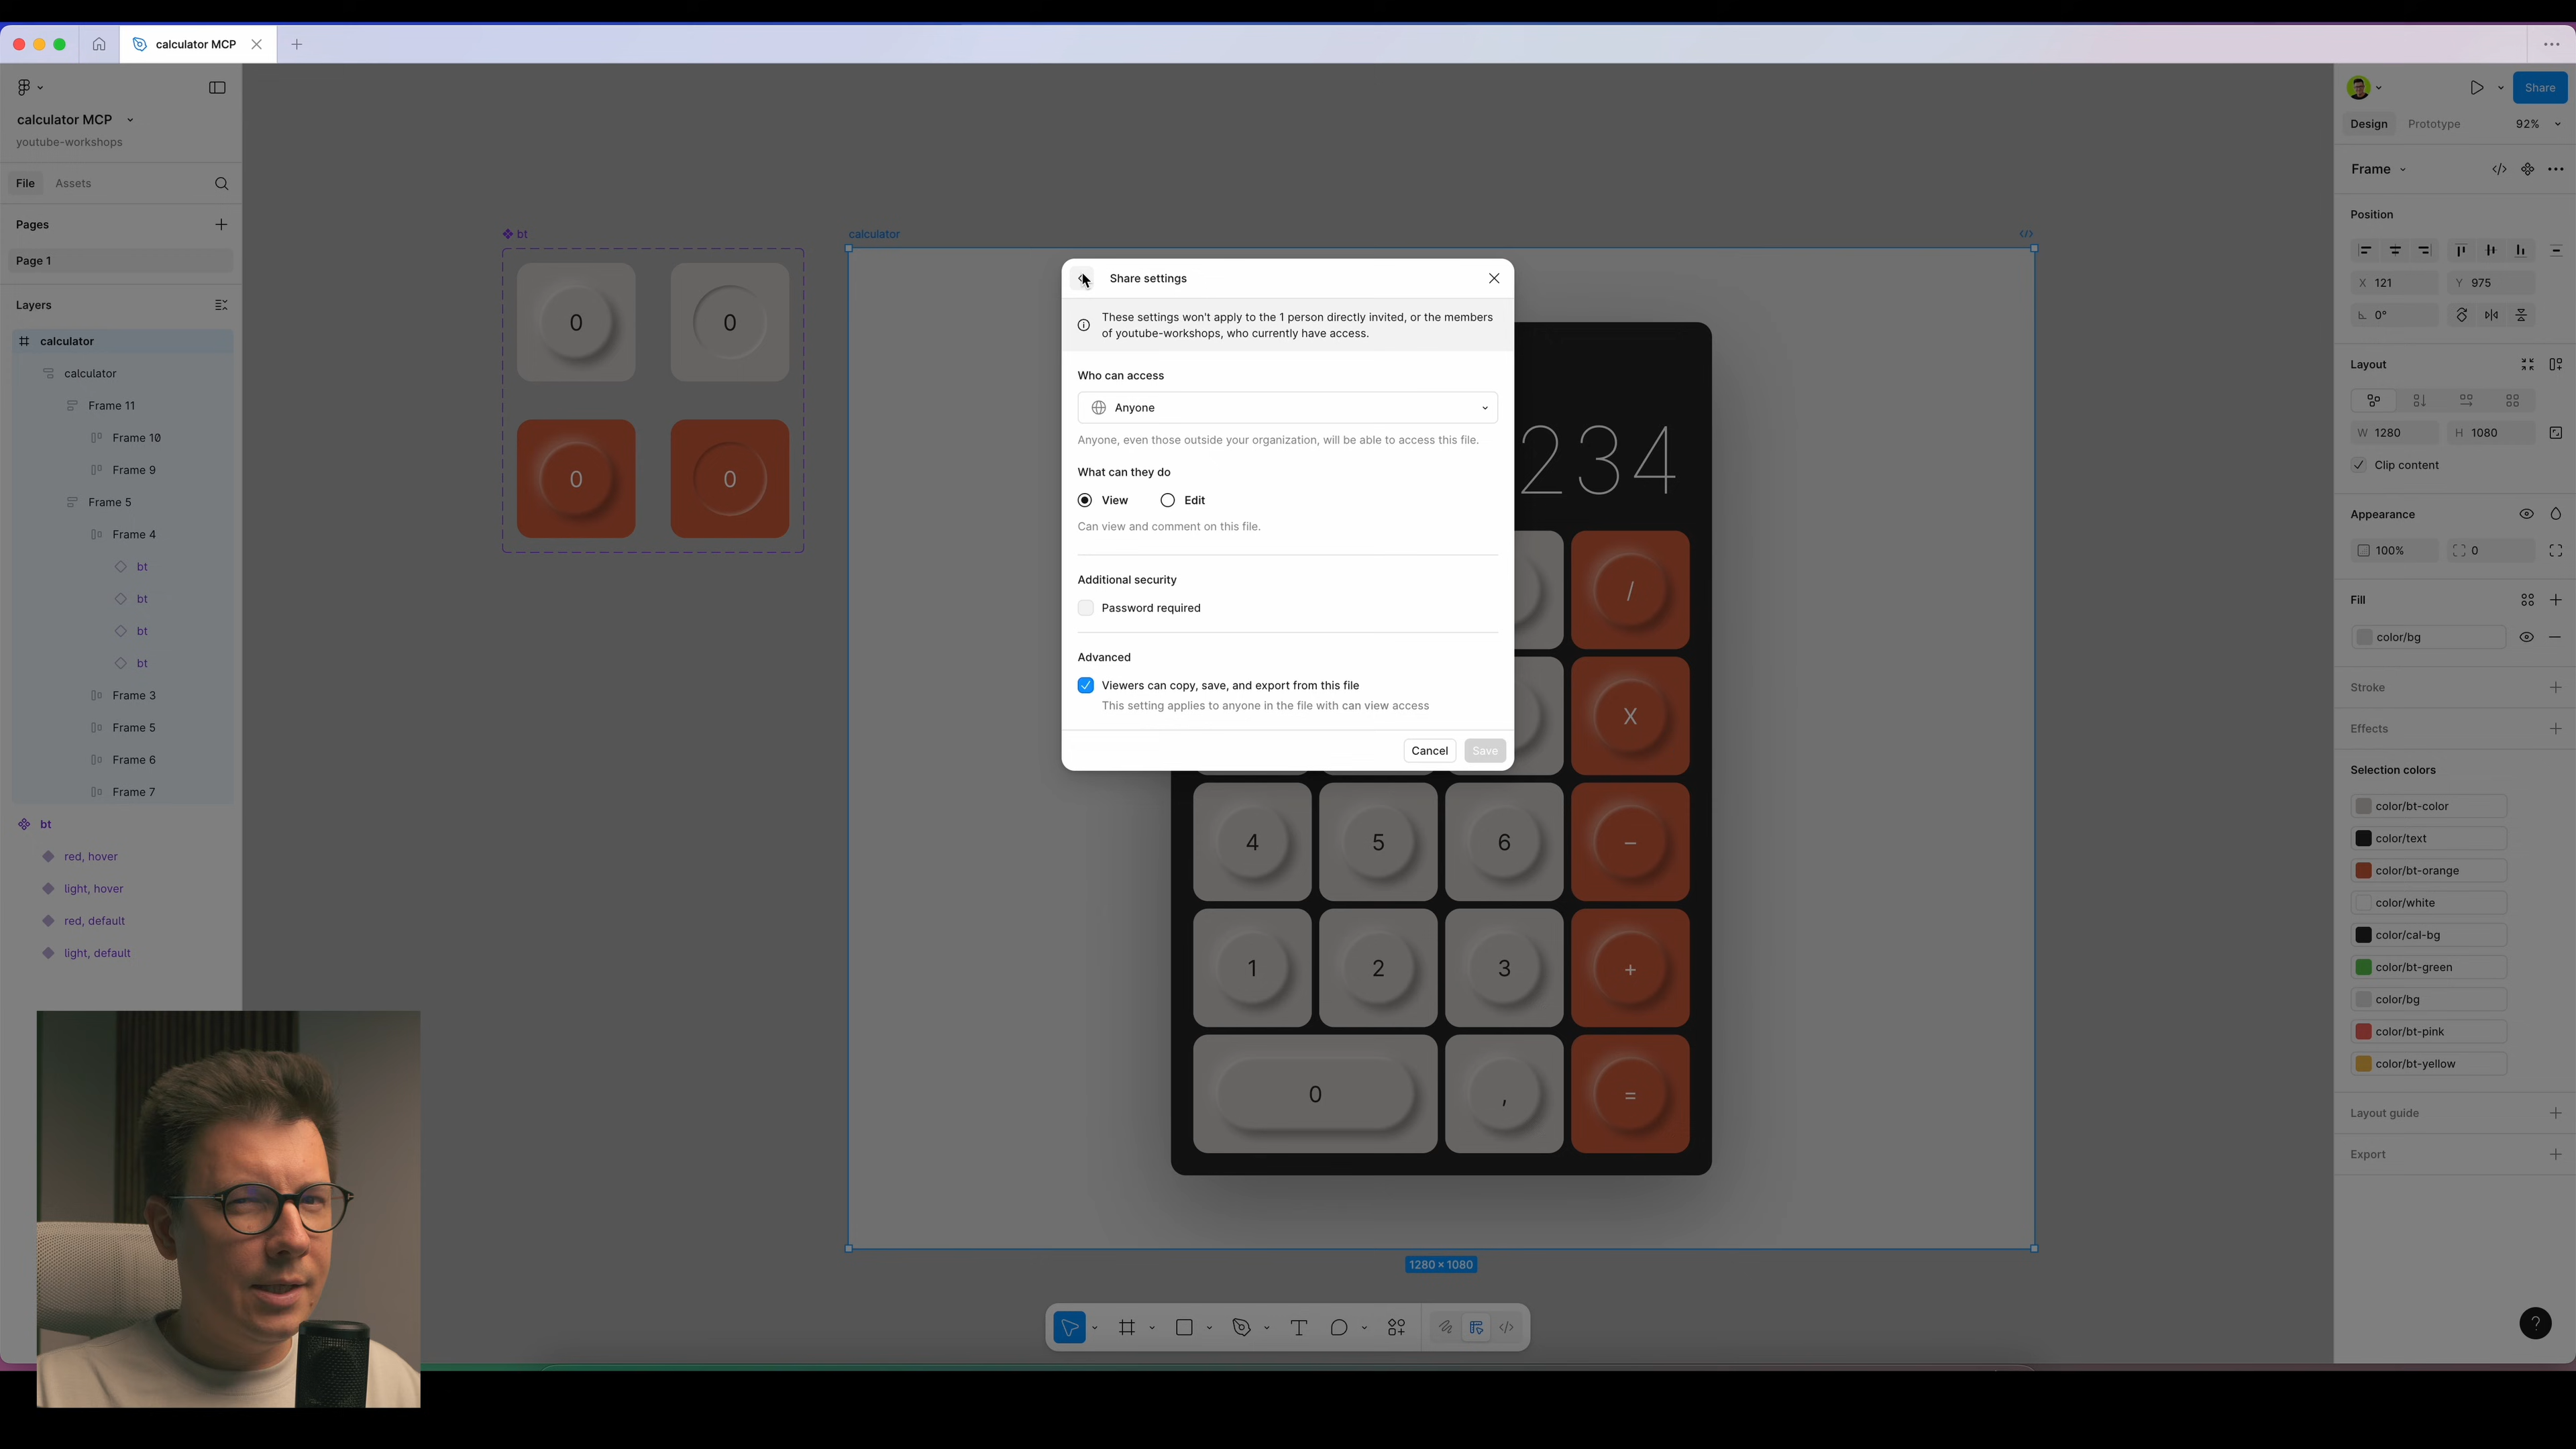 calculator MCP
calculator MCP
youtube-workshops
File Assets
Pages
Page 1
Layers
calculator
calculator
Frame 11
Frame 10
Frame 9
Frame 5
Frame 4
bt
bt
bt
bt
Frame 3
Frame 5
Frame 6
Frame 7
bt
red, hover
light, hover
red, default
light, default
bt
0 0
0 0
calculator
Share settings
These settings won't apply to the 1 person directly invited, or the members
of youtube-workshops, who currently have access.
Who can access
Anyone
Anyone, even those outside your organization, will be able to access this file.
What can they do
View Edit
Can view and comment on this file.
Additional security
Password required
Advanced
Viewers can copy, save, and export from this file
This setting applies to anyone in the file with can view access
Cancel Save
234
/
X
4 5 6 –
1 2 3 +
0 , =
1280 × 1080
Share
Design Prototype 92%
Frame
Position
X 121 Y 975
0°
Layout
W 1280 H 1080
Clip content
Appearance
100% 0
Fill
color/bg
Stroke
Effects
Selection colors
color/bt-color
color/text
color/bt-orange
color/white
color/cal-bg
color/bt-green
color/bg
color/bt-pink
color/bt-yellow
Layout guide
Export
?